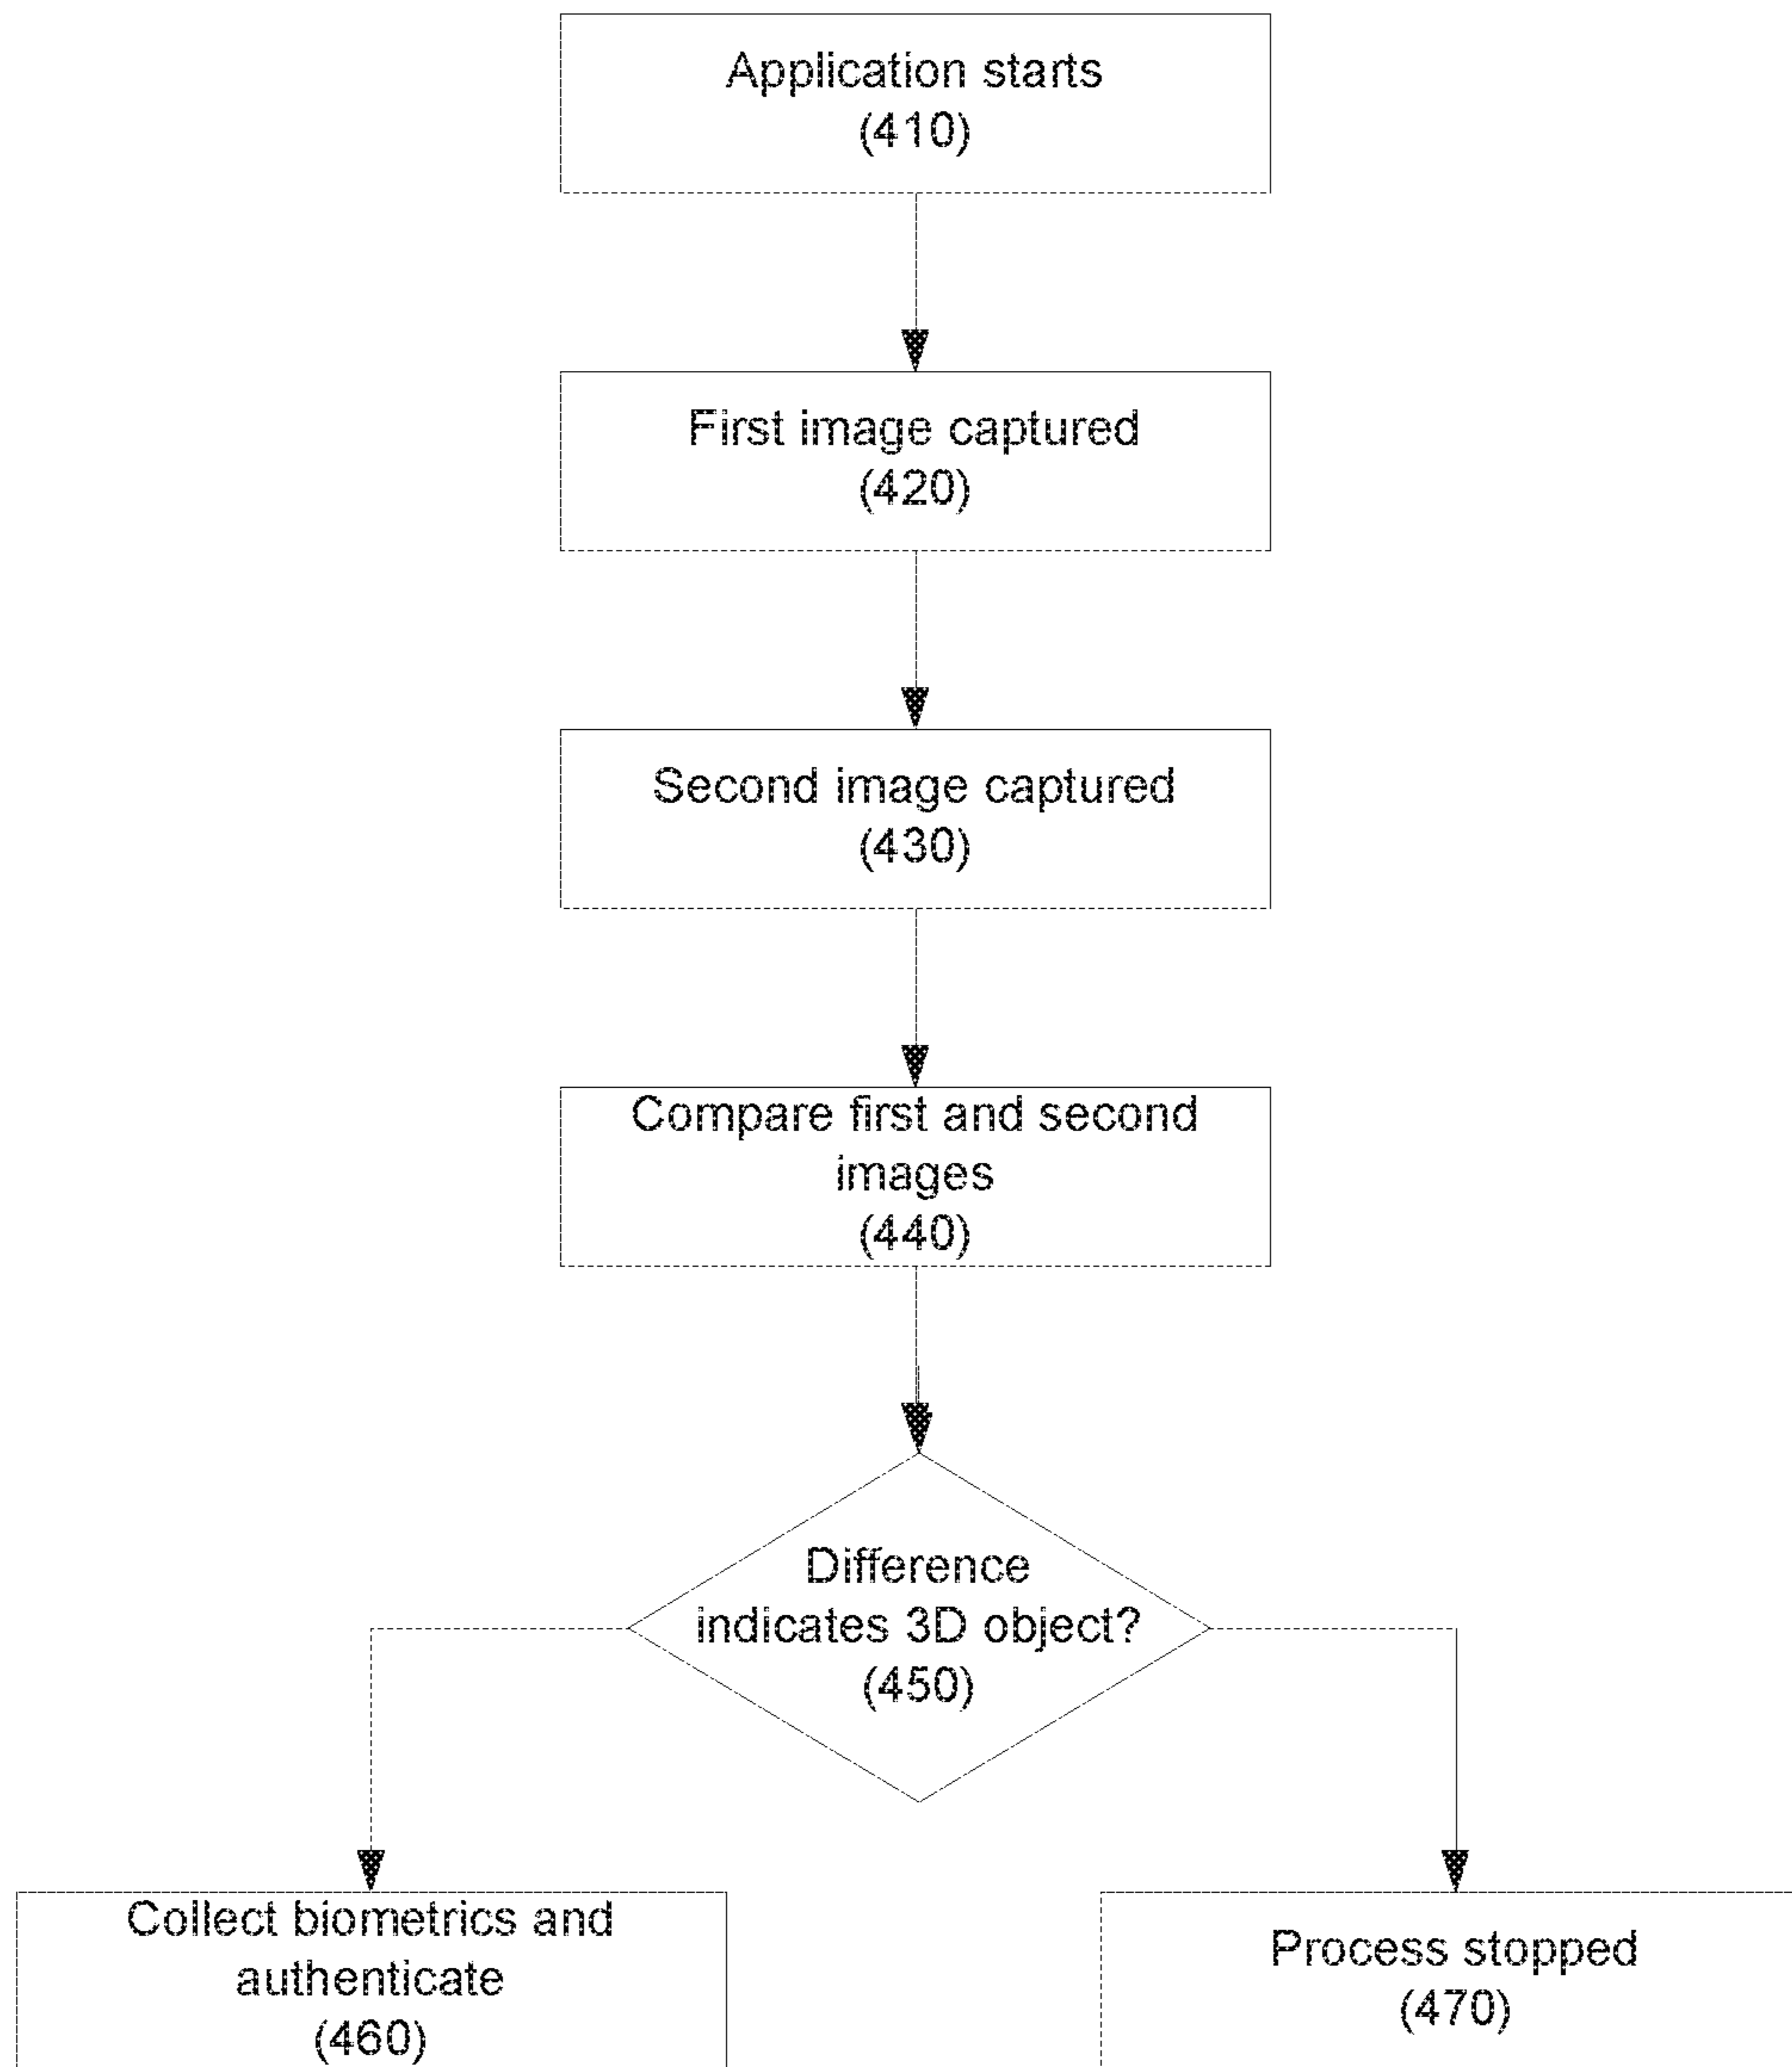 Application starts
(410)
First image captured
(420)
Second image captured
(430)
Compare first and second
images
(440)
Difference
indicates 3D object?
(450)
Collect biometrics and
authenticate
(460)
Process stopped
(470)